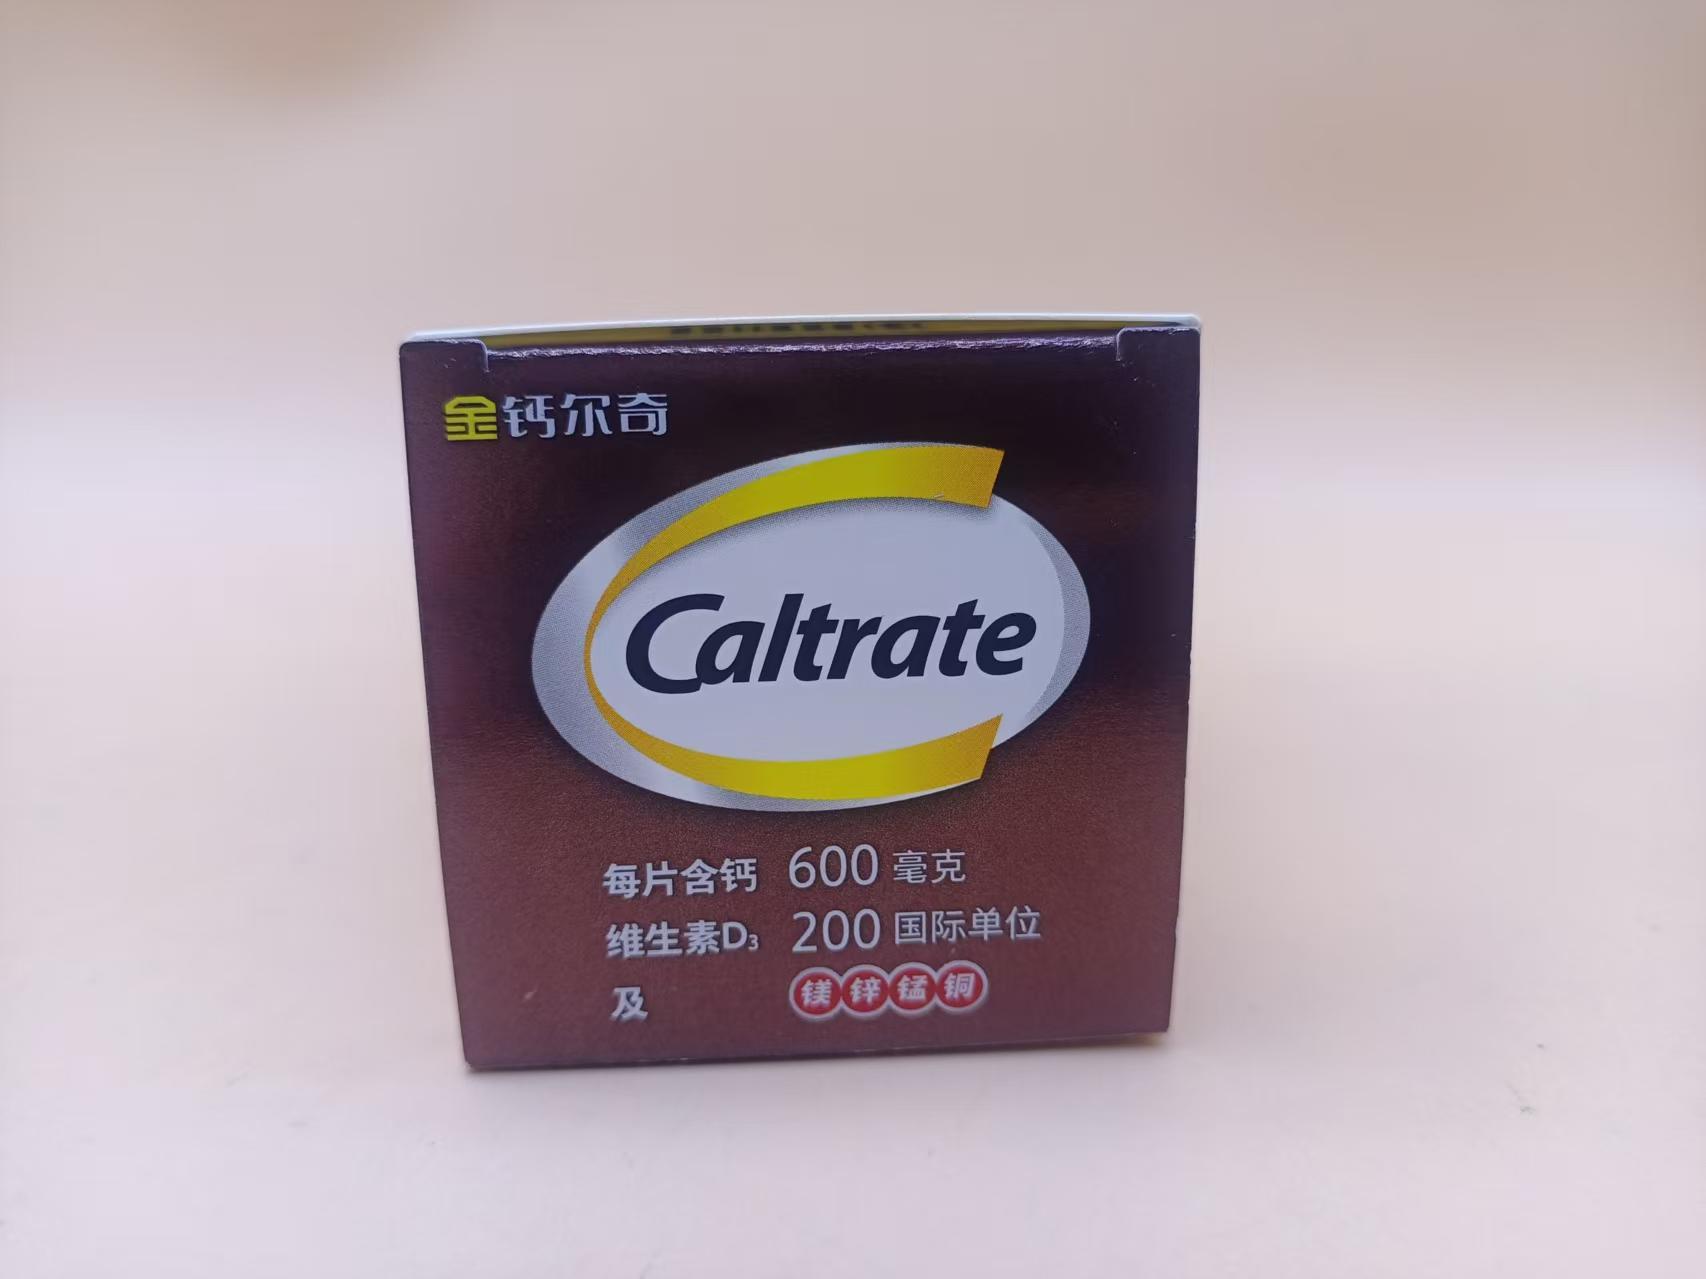 金钙尔奇
Caltrate
每片含钙 600 毫克
维生素D₃ 200 国际单位
及 镁锌锰铜